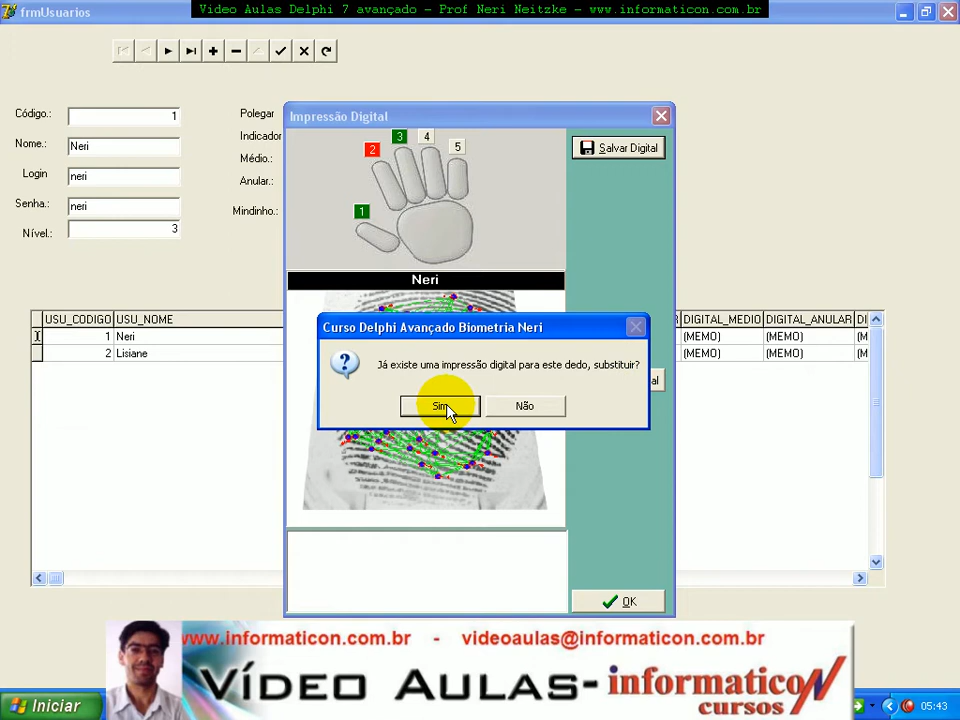 Vídeo Aulas Delphi 7 avançado - Prof Neri Neitzke - www.informaticon.com.br
frmUsuarios
Código.: 1
Nome.: Neri
Login neri
Senha.: neri
Nível.: 3
Polegar
Indicador
Médio.:
Anular.:
Mindinho.:
Impressão Digital
1 2 3 4 5
Salvar Digital
Neri
Curso Delphi Avançado Biometria Neri
Já existe uma impressão digital para este dedo, substituir?
Sim Não
al
OK
USU_CODIGO USU_NOME DIGITAL_MEDIO DIGITAL_ANULAR DI
1 Neri (MEMO) (MEMO) (M
2 Lisiane (MEMO) (MEMO) (M
www.informaticon.com.br - videoaulas@informaticon.com.br
VÍDEO AULAS- informaticoN
cursos
Iniciar
05:43